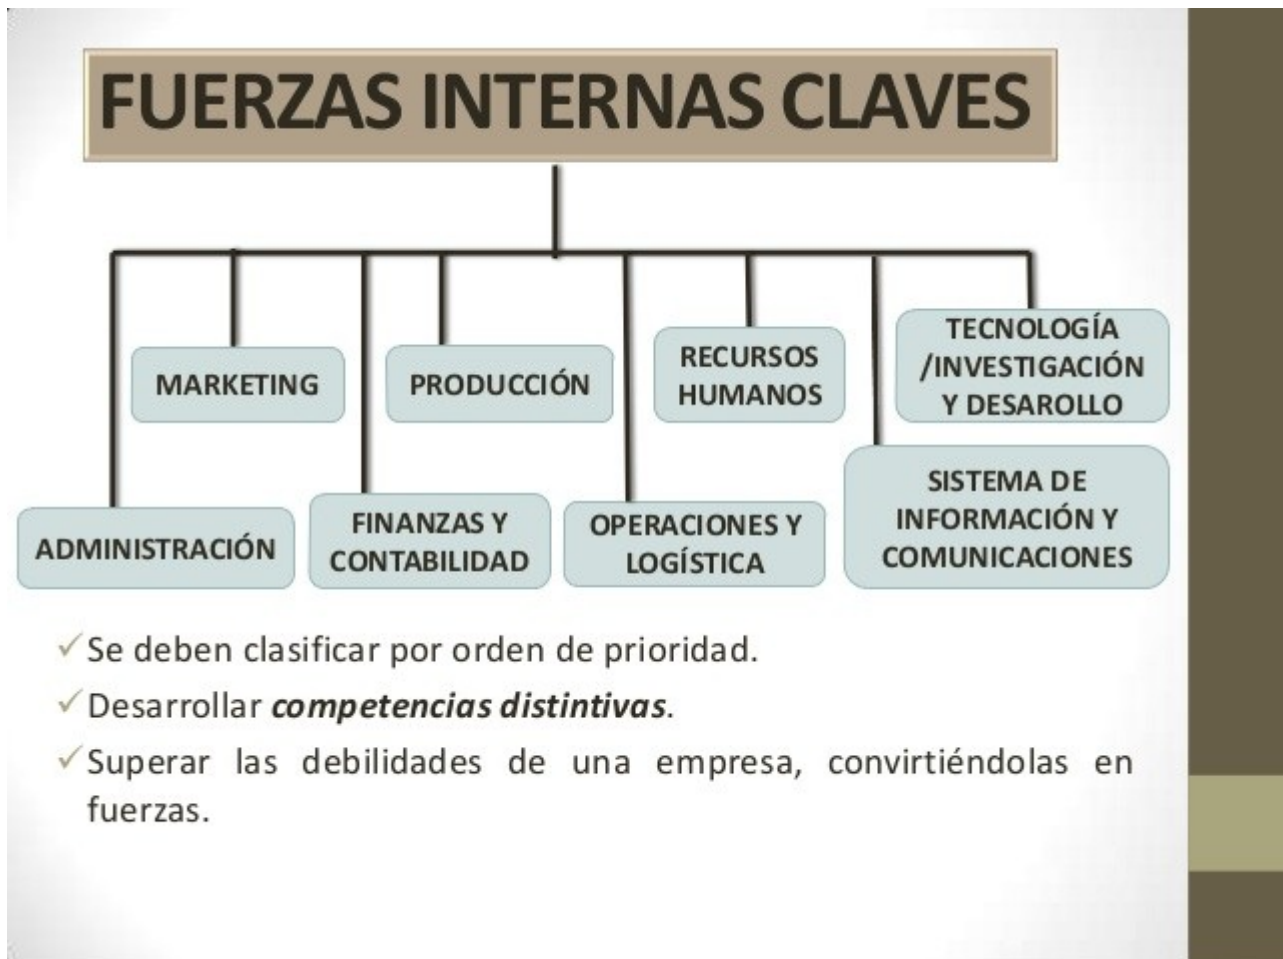 FUERZAS INTERNAS CLAVES
MARKETING
PRODUCCIÓN
RECURSOS
HUMANOS
TECNOLOGÍA
/INVESTIGACIÓN
Y DESAROLLO
ADMINISTRACIÓN
FINANZAS Y
CONTABILIDAD
OPERACIONES Y
LOGÍSTICA
SISTEMA DE
INFORMACIÓN Y
COMUNICACIONES
✓Se deben clasificar por orden de prioridad.
✓Desarrollar competencias distintivas.
✓Superar las debilidades de una empresa, convirtiéndolas en
fuerzas.